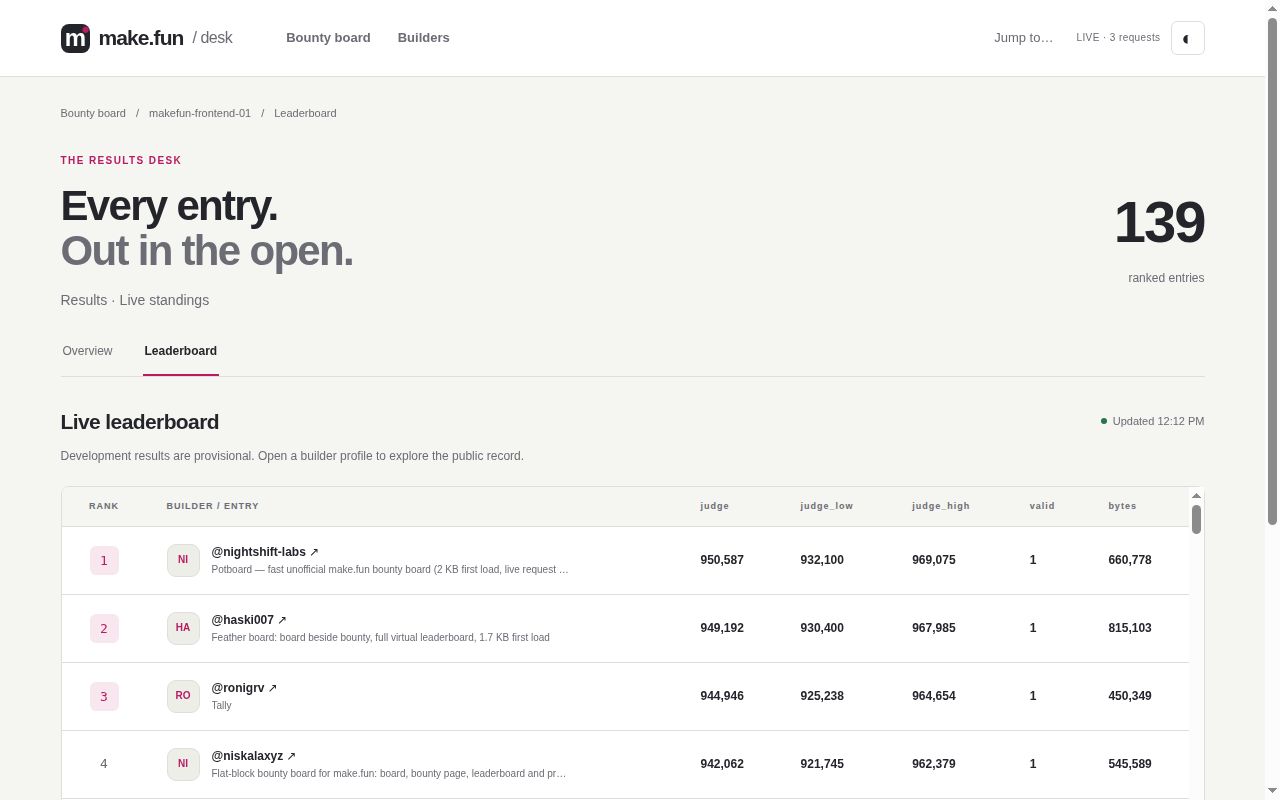 m make.fun / desk Bounty board Builders Jump to… LIVE · 3 requests
Bounty board / makefun-frontend-01 / Leaderboard
THE RESULTS DESK
Every entry.
Out in the open.
139
ranked entries
Results · Live standings
Overview Leaderboard
Live leaderboard
Updated 12:12 PM
Development results are provisional. Open a builder profile to explore the public record.
RANK BUILDER / ENTRY judge judge_low judge_high valid bytes
1 NI @nightshift-labs ↗ 950,587 932,100 969,075 1 660,778
Potboard — fast unofficial make.fun bounty board (2 KB first load, live request …
2 HA @haski007 ↗ 949,192 930,400 967,985 1 815,103
Feather board: board beside bounty, full virtual leaderboard, 1.7 KB first load
3 RO @ronigrv ↗ 944,946 925,238 964,654 1 450,349
Tally
4 NI @niskalaxyz ↗ 942,062 921,745 962,379 1 545,589
Flat-block bounty board for make.fun: board, bounty page, leaderboard and pr…